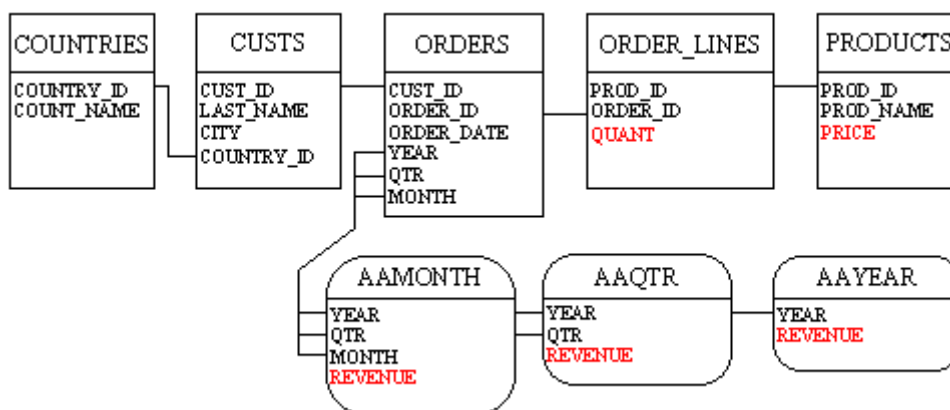 COUNTRIES
COUNTRY_ID
COUNT_NAME
CUSTS
CUST_ID
LAST_NAME
CITY
COUNTRY_ID
ORDERS
CUST_ID
ORDER_ID
ORDER_DATE
YEAR
QTR
MONTH
ORDER_LINES
PROD_ID
ORDER_ID
QUANT
PRODUCTS
PROD_ID
PROD_NAME
PRICE
AAMONTH
YEAR
QTR
MONTH
REVENUE
AAQTR
YEAR
QTR
REVENUE
AAYEAR
YEAR
REVENUE